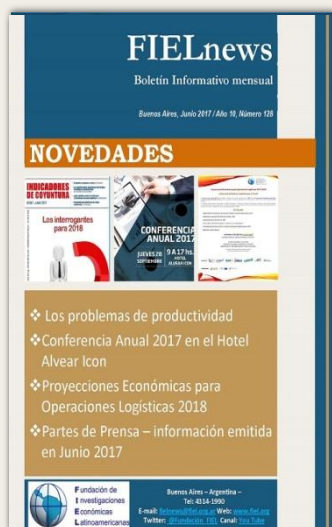 FIELnews
Boletín Informativo mensual
Buenos Aires, Junio 2017 / Año 10, Número 128
NOVEDADES
INDICADORES
DE COYUNTURA
Los interrogantes
para 2018
CONFERENCIA
ANUAL 2017
JUEVES 28
SEPTIEMBRE
9 A 17 hs.
HOTEL
ALVEAR ICON
❖ Los problemas de productividad
❖Conferencia Anual 2017 en el Hotel
Alvear Icon
❖Proyecciones Económicas para
Operaciones Logísticas 2018
❖Partes de Prensa – información emitida
en Junio 2017
Fundación de
Investigaciones
Económicas
Latinoamericanas
Buenos Aires – Argentina –
Tel: 4314-1990
E-mail: fielnews@fiel.org.ar Web: www.fiel.org
Twitter: @Fundación_FIEL Canal: You Tube